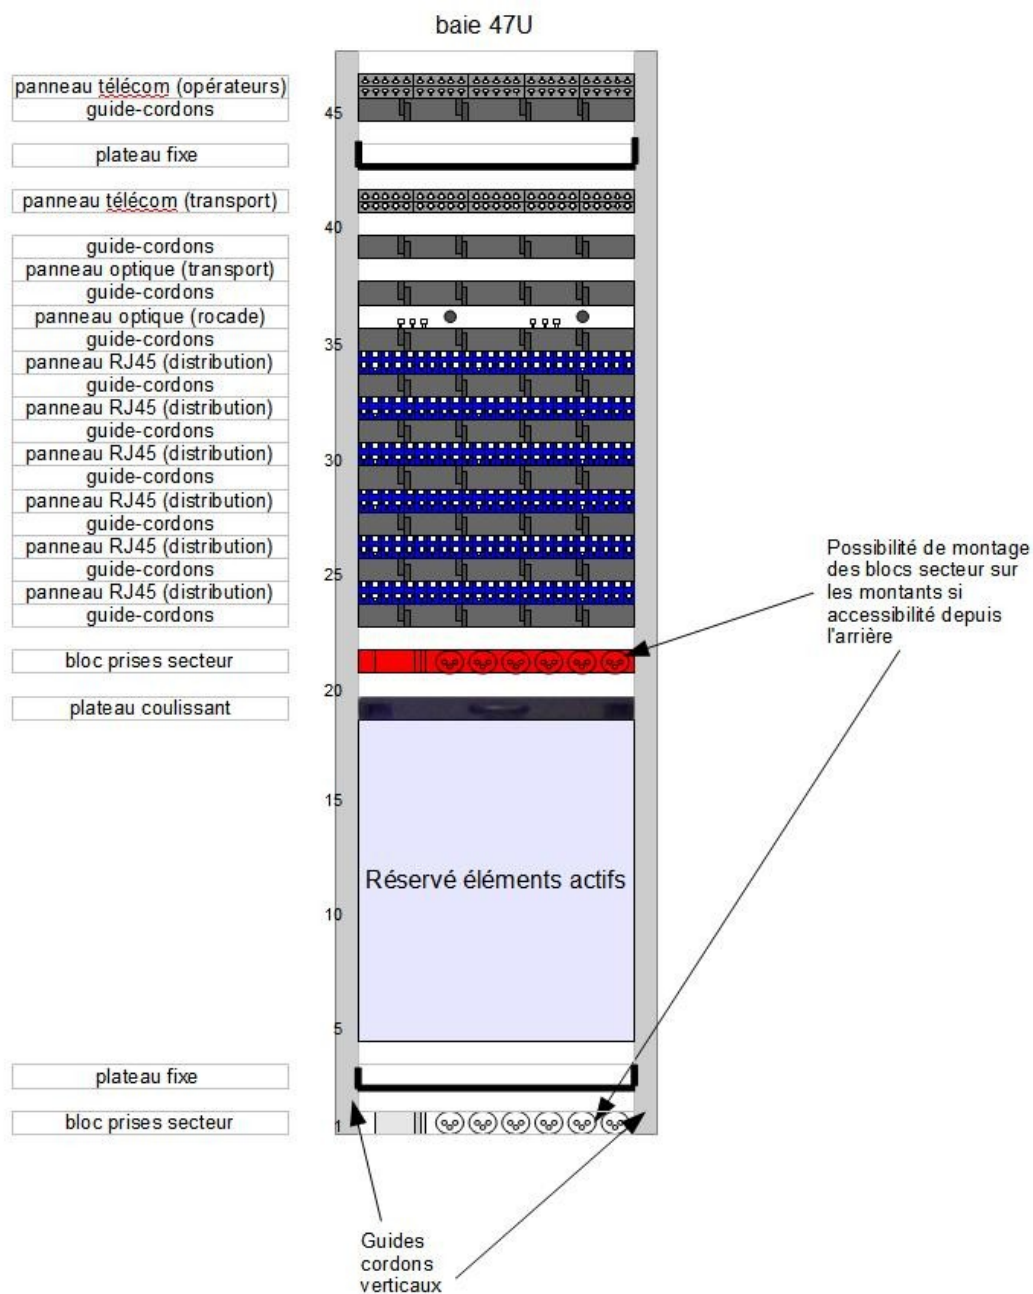 baie 47U
panneau télécom (opérateurs)
guide-cordons
45
plateau fixe
panneau télécom (transport)
40
guide-cordons
panneau optique (transport)
guide-cordons
panneau optique (rocade)
guide-cordons
35
panneau RJ45 (distribution)
guide-cordons
panneau RJ45 (distribution)
guide-cordons
panneau RJ45 (distribution)
30
guide-cordons
panneau RJ45 (distribution)
guide-cordons
panneau RJ45 (distribution)
guide-cordons
25
panneau RJ45 (distribution)
guide-cordons
Possibilité de montage
des blocs secteur sur
les montants si
accessibilité depuis
l'arrière
bloc prises secteur
20
plateau coulissant
15
Réservé éléments actifs
10
5
plateau fixe
bloc prises secteur
1
Guides
cordons
verticaux